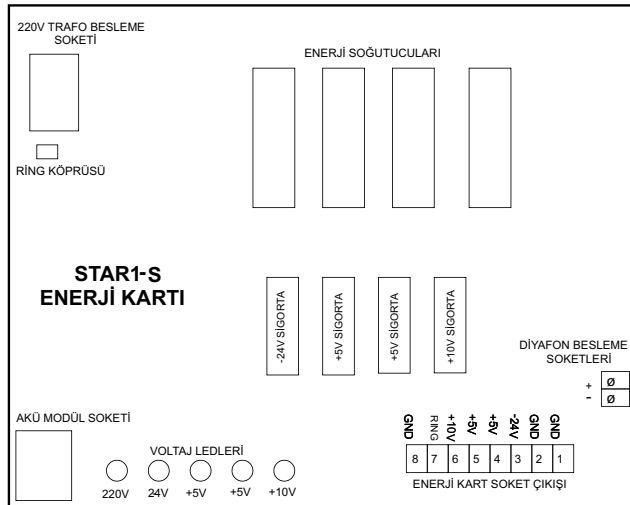 220V TRAFO BESLEME
SOKETİ
ENERJİ SOĞUTUCULARI
RİNG KÖPRÜSÜ
STAR1-S
ENERJİ KARTI
-24V SİGORTA
+5V SİGORTA
+5V SİGORTA
+10V SİGORTA
DİYAFON BESLEME
SOKETLERİ
+ Ø
- Ø
AKÜ MODÜL SOKETİ
VOLTAJ LEDLERİ
220V 24V +5V +5V +10V
GND RING +10V +5V +5V -24V GND GND
8 7 6 5 4 3 2 1
ENERJİ KART SOKET ÇIKIŞI